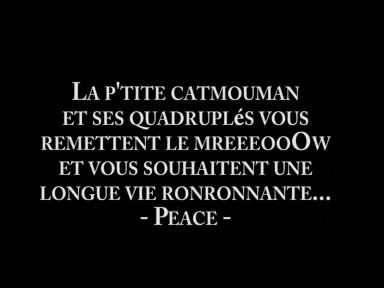 La p'tite catmouman
et ses quadruplés vous
remettent le mreeeooOw
et vous souhaitent une
longue vie ronronnante...
- Peace -